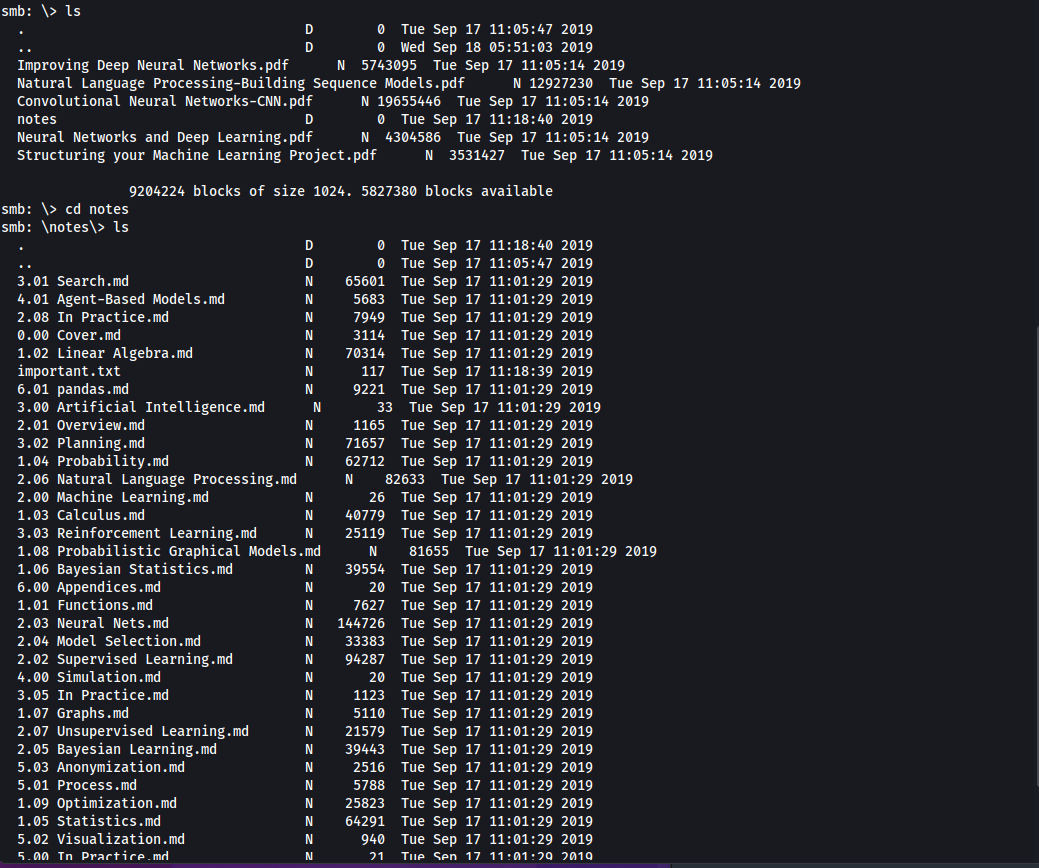 smb: \> ls
  .                                   D        0  Tue Sep 17 11:05:47 2019
  ..                                  D        0  Wed Sep 18 05:51:03 2019
  Improving Deep Neural Networks.pdf      N  5743095  Tue Sep 17 11:05:14 2019
  Natural Language Processing-Building Sequence Models.pdf      N 12927230  Tue Sep 17 11:05:14 2019
  Convolutional Neural Networks-CNN.pdf      N 19655446  Tue Sep 17 11:05:14 2019
  notes                               D        0  Tue Sep 17 11:18:40 2019
  Neural Networks and Deep Learning.pdf      N  4304586  Tue Sep 17 11:05:14 2019
  Structuring your Machine Learning Project.pdf      N  3531427  Tue Sep 17 11:05:14 2019
                9204224 blocks of size 1024. 5827380 blocks available
smb: \> cd notes
smb: \notes\> ls
  .                                   D        0  Tue Sep 17 11:18:40 2019
  ..                                  D        0  Tue Sep 17 11:05:47 2019
  3.01 Search.md                      N    65601  Tue Sep 17 11:01:29 2019
  4.01 Agent-Based Models.md          N     5683  Tue Sep 17 11:01:29 2019
  2.08 In Practice.md                 N     7949  Tue Sep 17 11:01:29 2019
  0.00 Cover.md                       N     3114  Tue Sep 17 11:01:29 2019
  1.02 Linear Algebra.md              N    70314  Tue Sep 17 11:01:29 2019
  important.txt                       N      117  Tue Sep 17 11:18:39 2019
  6.01 pandas.md                      N     9221  Tue Sep 17 11:01:29 2019
  3.00 Artificial Intelligence.md      N       33  Tue Sep 17 11:01:29 2019
  2.01 Overview.md                    N     1165  Tue Sep 17 11:01:29 2019
  3.02 Planning.md                    N    71657  Tue Sep 17 11:01:29 2019
  1.04 Probability.md                 N    62712  Tue Sep 17 11:01:29 2019
  2.06 Natural Language Processing.md      N    82633  Tue Sep 17 11:01:29 2019
  2.00 Machine Learning.md            N       26  Tue Sep 17 11:01:29 2019
  1.03 Calculus.md                    N    40779  Tue Sep 17 11:01:29 2019
  3.03 Reinforcement Learning.md      N    25119  Tue Sep 17 11:01:29 2019
  1.08 Probabilistic Graphical Models.md      N    81655  Tue Sep 17 11:01:29 2019
  1.06 Bayesian Statistics.md         N    39554  Tue Sep 17 11:01:29 2019
  6.00 Appendices.md                  N       20  Tue Sep 17 11:01:29 2019
  1.01 Functions.md                   N     7627  Tue Sep 17 11:01:29 2019
  2.03 Neural Nets.md                 N   144726  Tue Sep 17 11:01:29 2019
  2.04 Model Selection.md             N    33383  Tue Sep 17 11:01:29 2019
  2.02 Supervised Learning.md         N    94287  Tue Sep 17 11:01:29 2019
  4.00 Simulation.md                  N       20  Tue Sep 17 11:01:29 2019
  3.05 In Practice.md                 N     1123  Tue Sep 17 11:01:29 2019
  1.07 Graphs.md                      N     5110  Tue Sep 17 11:01:29 2019
  2.07 Unsupervised Learning.md       N    21579  Tue Sep 17 11:01:29 2019
  2.05 Bayesian Learning.md           N    39443  Tue Sep 17 11:01:29 2019
  5.03 Anonymization.md               N     2516  Tue Sep 17 11:01:29 2019
  5.01 Process.md                     N     5788  Tue Sep 17 11:01:29 2019
  1.09 Optimization.md                N    25823  Tue Sep 17 11:01:29 2019
  1.05 Statistics.md                  N    64291  Tue Sep 17 11:01:29 2019
  5.02 Visualization.md               N      940  Tue Sep 17 11:01:29 2019
  5.00 In Practice.md                 N       21  Tue Sep 17 11:01:29 2019